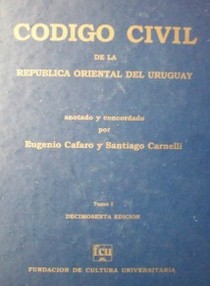 CODIGO CIVIL
DE LA
REPUBLICA ORIENTAL DEL URUGUAY
anotado y concordado
por
Eugenio Cafaro y Santiago Carnelli
Tomo I
DECIMOSEXTA EDICION
fcu
FUNDACION DE CULTURA UNIVERSITARIA